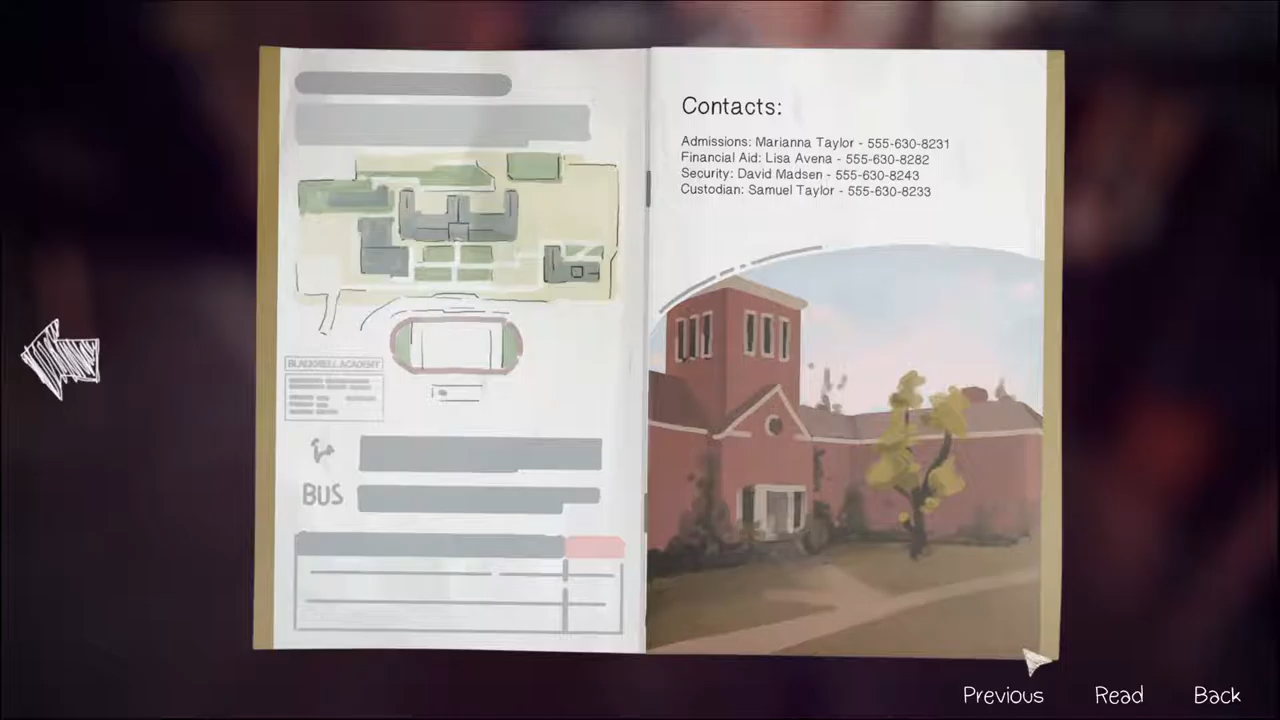 BLACKWELL ACADEMY
BUS
Contacts:
Admissions: Marianna Taylor - 555-630-8231
Financial Aid: Lisa Avena - 555-630-8282
Security: David Madsen - 555-630-8243
Custodian: Samuel Taylor - 555-630-8233
Previous
Read
Back